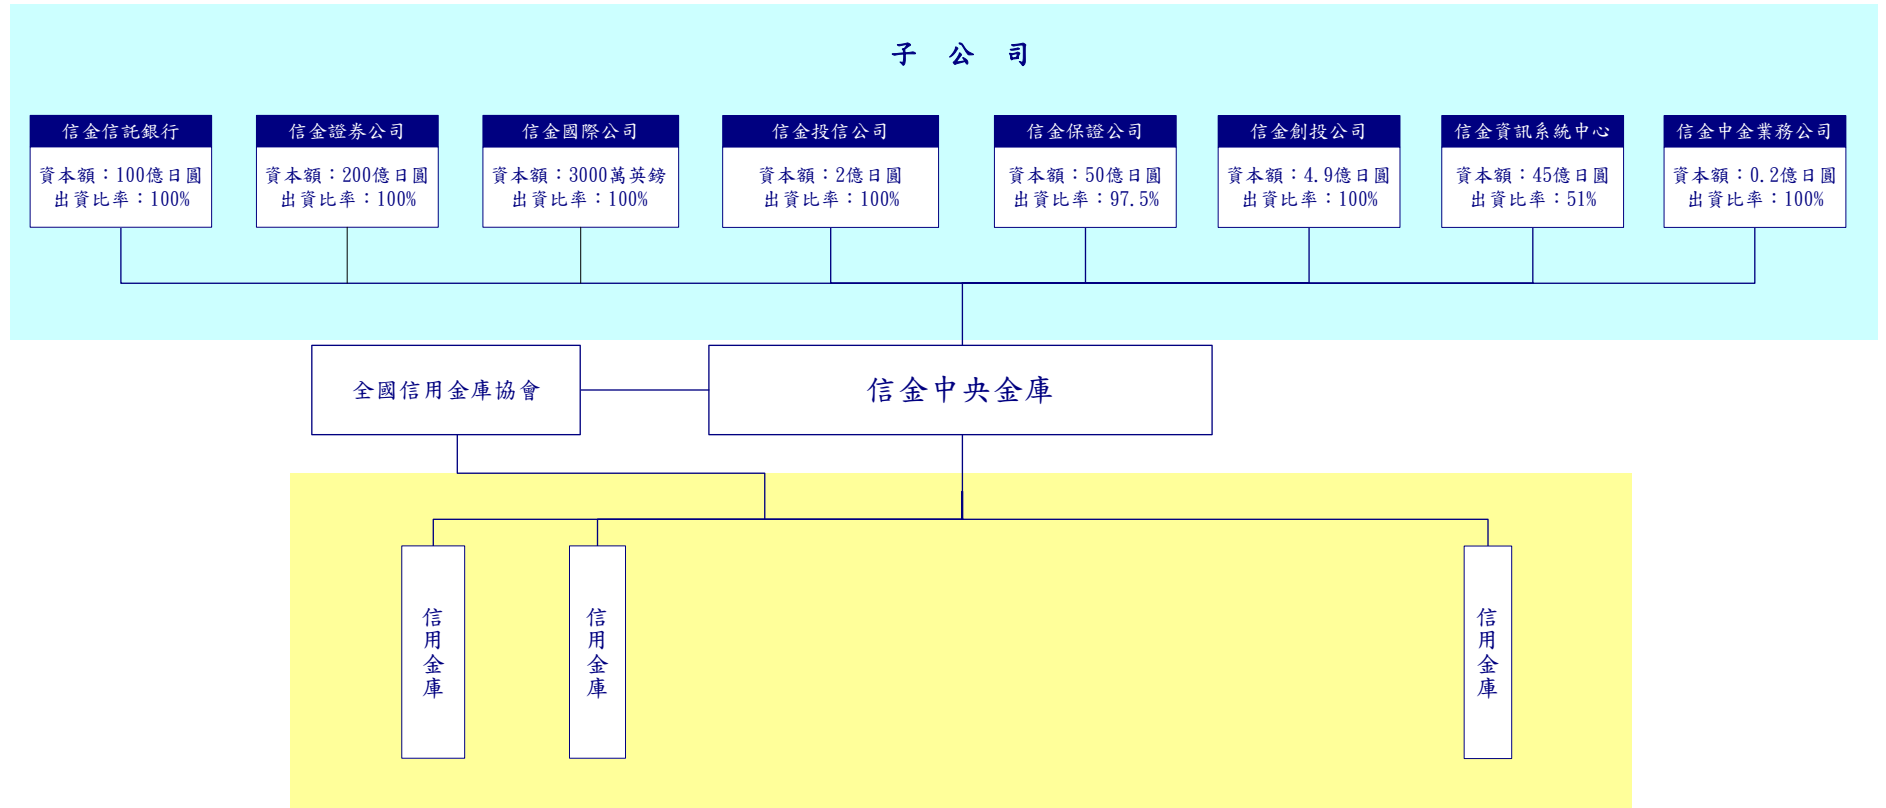 子 公 司
信金信託銀行
資本額：100億日圓
出資比率：100%
信金證券公司
資本額：200億日圓
出資比率：100%
信金國際公司
資本額：3000萬英鎊
出資比率：100%
信金投信公司
資本額：2億日圓
出資比率：100%
信金保證公司
資本額：50億日圓
出資比率：97.5%
信金創投公司
資本額：4.9億日圓
出資比率：100%
信金資訊系統中心
資本額：45億日圓
出資比率：51%
信金中金業務公司
資本額：0.2億日圓
出資比率：100%
全國信用金庫協會
信金中央金庫
信用金庫
信用金庫
信用金庫